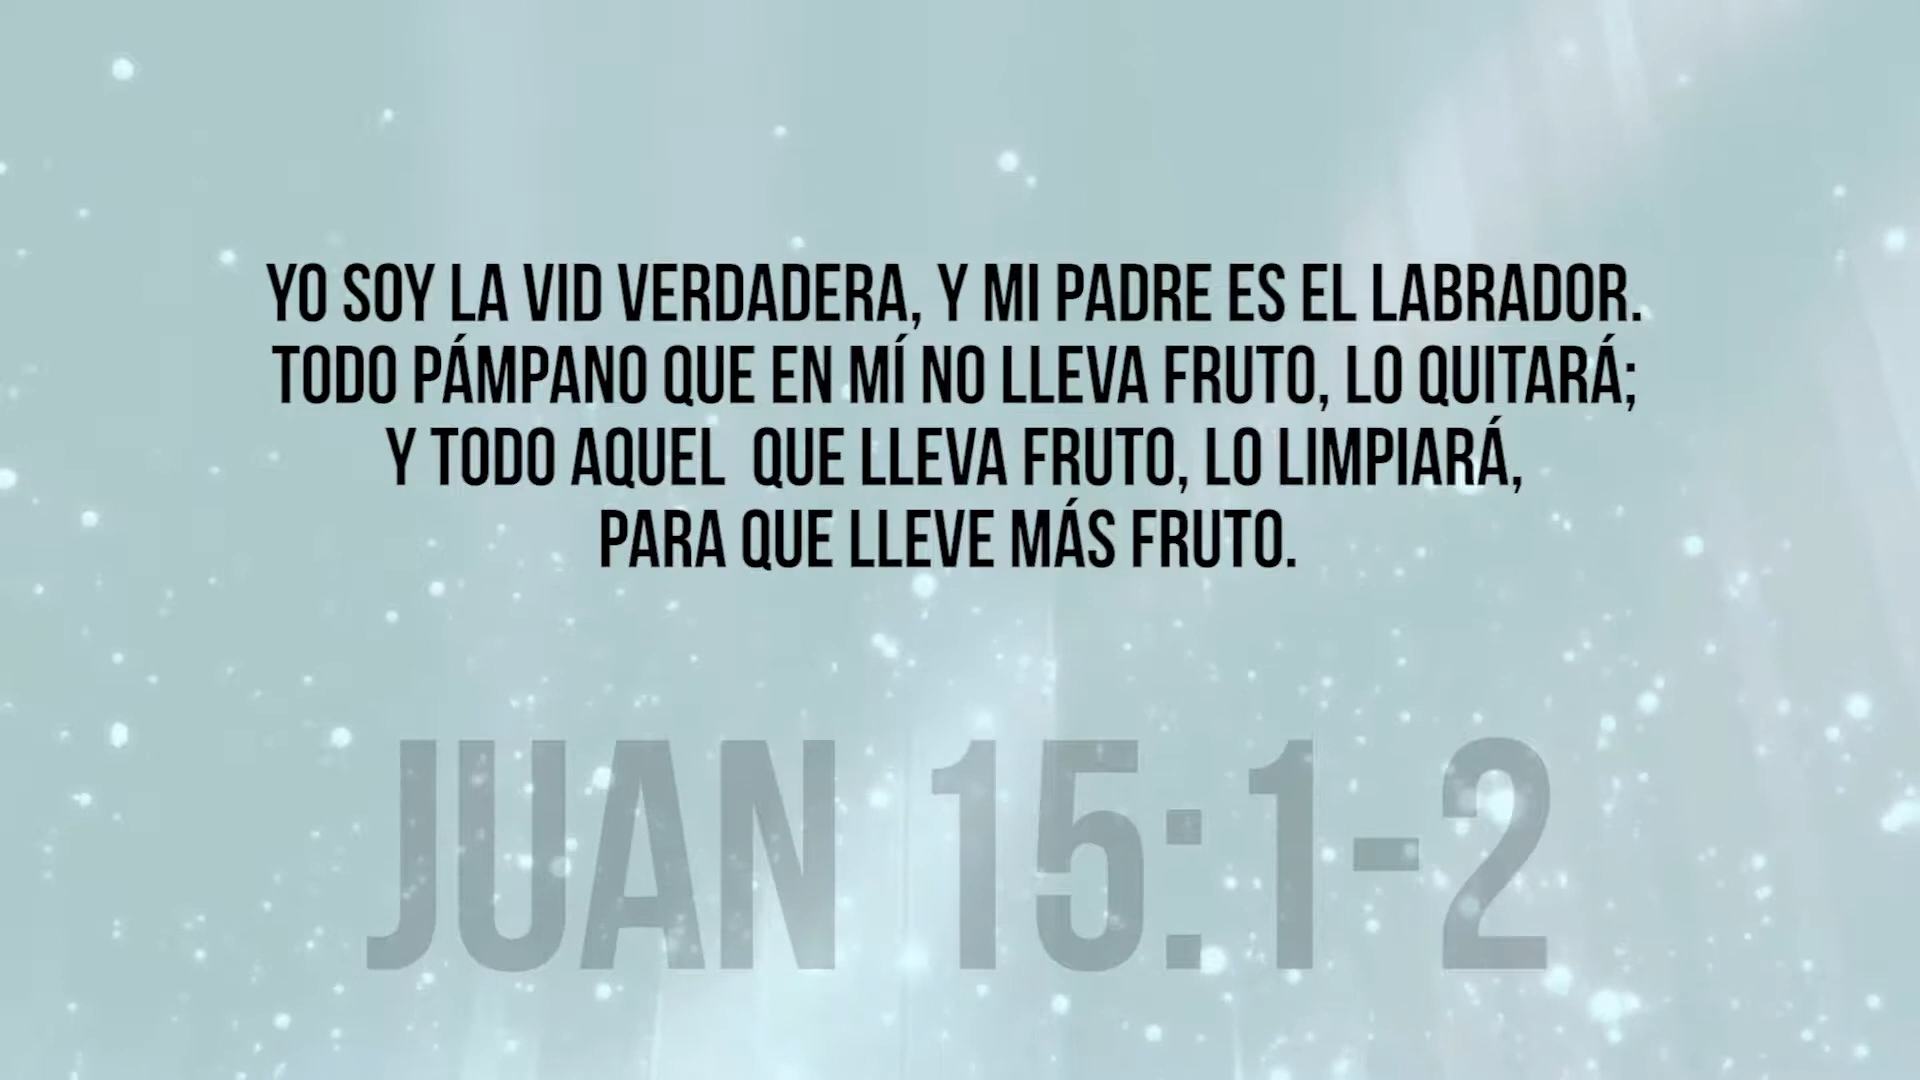 YO SOY LA VID VERDADERA, Y MI PADRE ES EL LABRADOR.
TODO PÁMPANO QUE EN MÍ NO LLEVA FRUTO, LO QUITARÁ;
Y TODO AQUEL  QUE LLEVA FRUTO, LO LIMPIARÁ,
PARA QUE LLEVE MÁS FRUTO.
JUAN 15:1-2